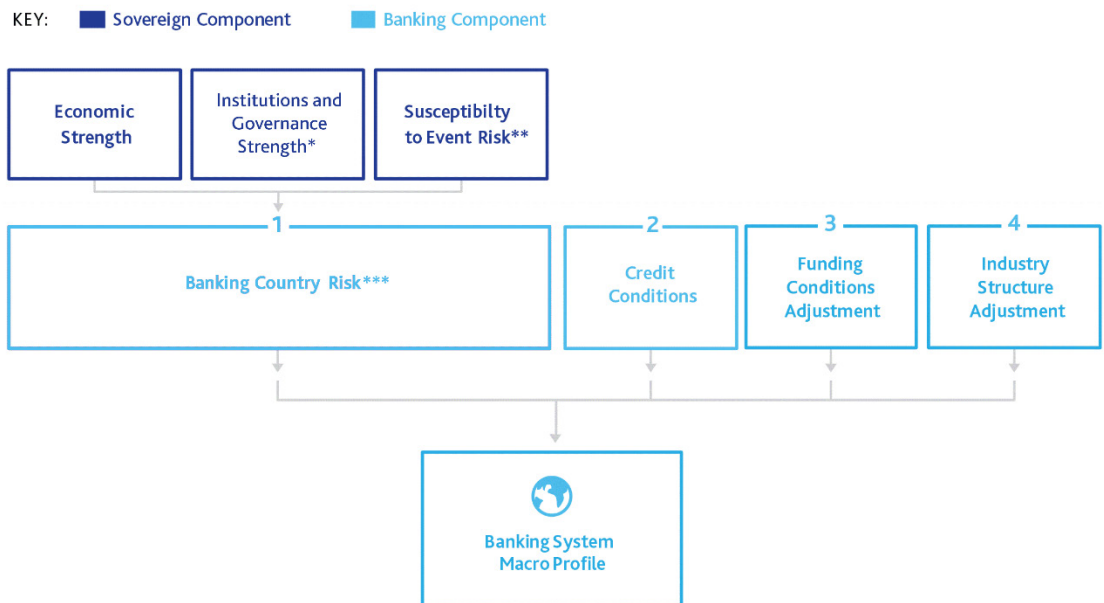 KEY: Sovereign Component Banking Component
Economic
Strength
Institutions and
Governance
Strength*
Susceptibilty
to Event Risk**
1
Banking Country Risk***
2
Credit
Conditions
3
Funding
Conditions
Adjustment
4
Industry
Structure
Adjustment
Banking System
Macro Profile